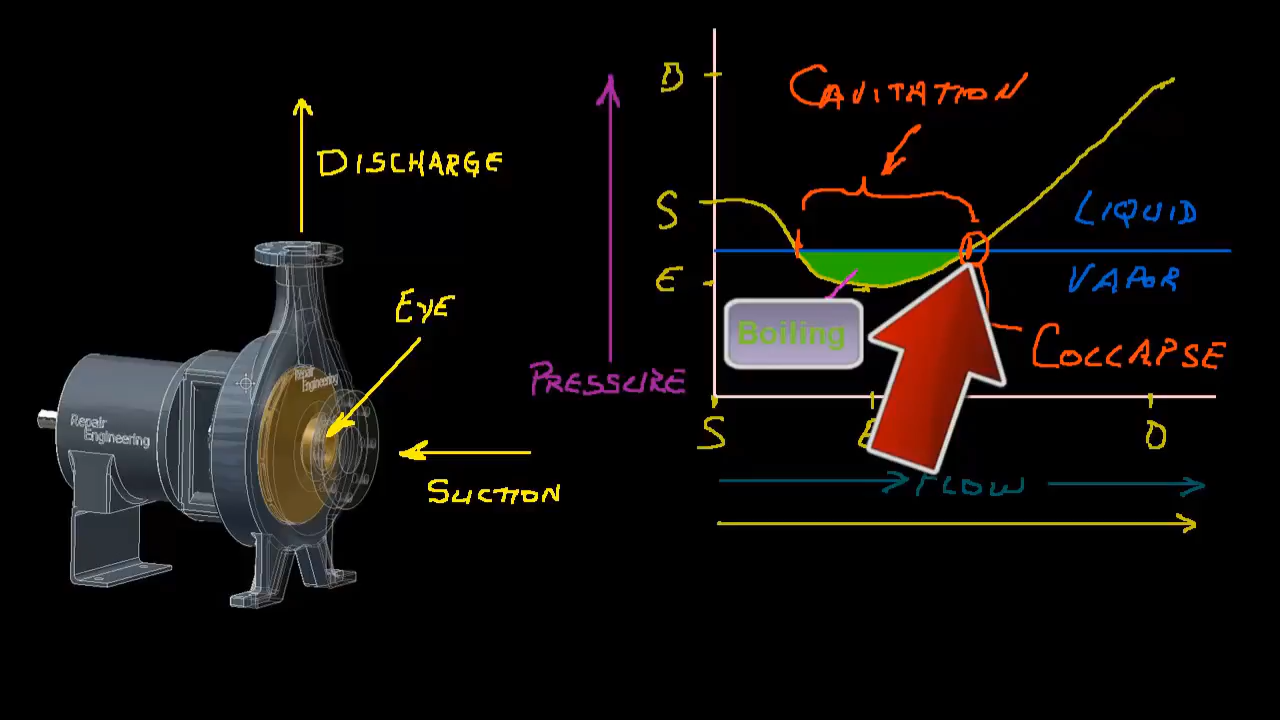 DISCHARGE
EYE
SUCTION
Repair
Engineering
Repair
Engineering
PRESSURE
D
S
E
CAVITATION
LIQUID
VAPOR
Boiling
COLLAPSE
S
D
FLOW